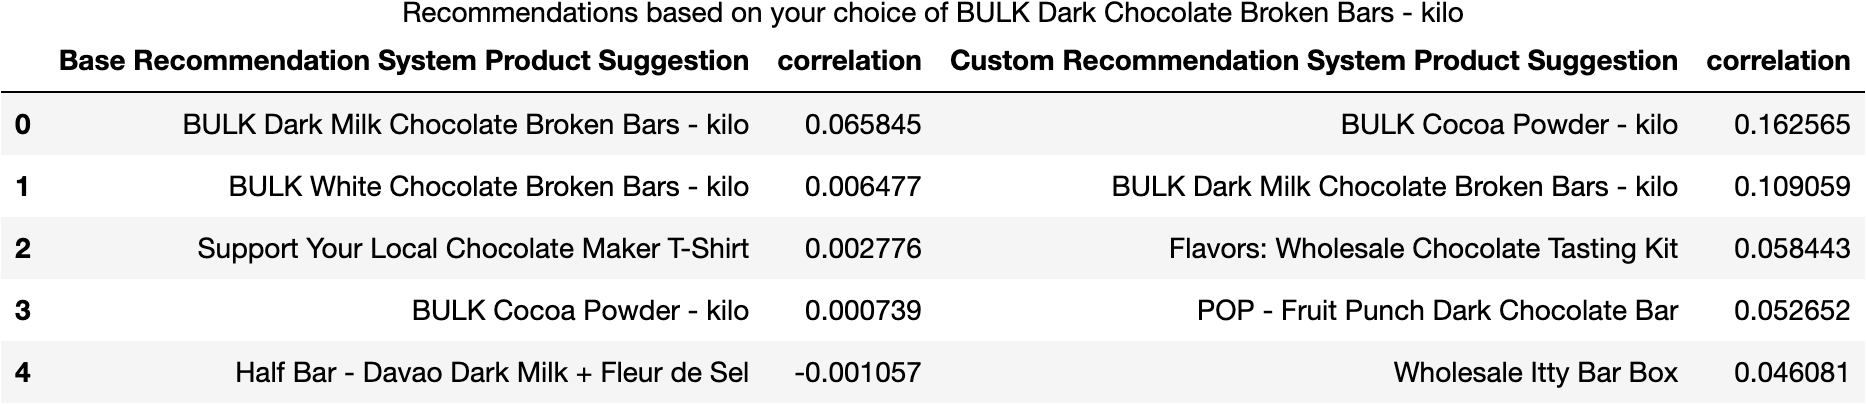 Recommendations based on your choice of BULK Dark Chocolate Broken Bars - kilo
Base Recommendation System Product Suggestion correlation Custom Recommendation System Product Suggestion correlation
0 BULK Dark Milk Chocolate Broken Bars - kilo 0.065845 BULK Cocoa Powder - kilo 0.162565
1 BULK White Chocolate Broken Bars - kilo 0.006477 BULK Dark Milk Chocolate Broken Bars - kilo 0.109059
2 Support Your Local Chocolate Maker T-Shirt 0.002776 Flavors: Wholesale Chocolate Tasting Kit 0.058443
3 BULK Cocoa Powder - kilo 0.000739 POP - Fruit Punch Dark Chocolate Bar 0.052652
4 Half Bar - Davao Dark Milk + Fleur de Sel -0.001057 Wholesale Itty Bar Box 0.046081